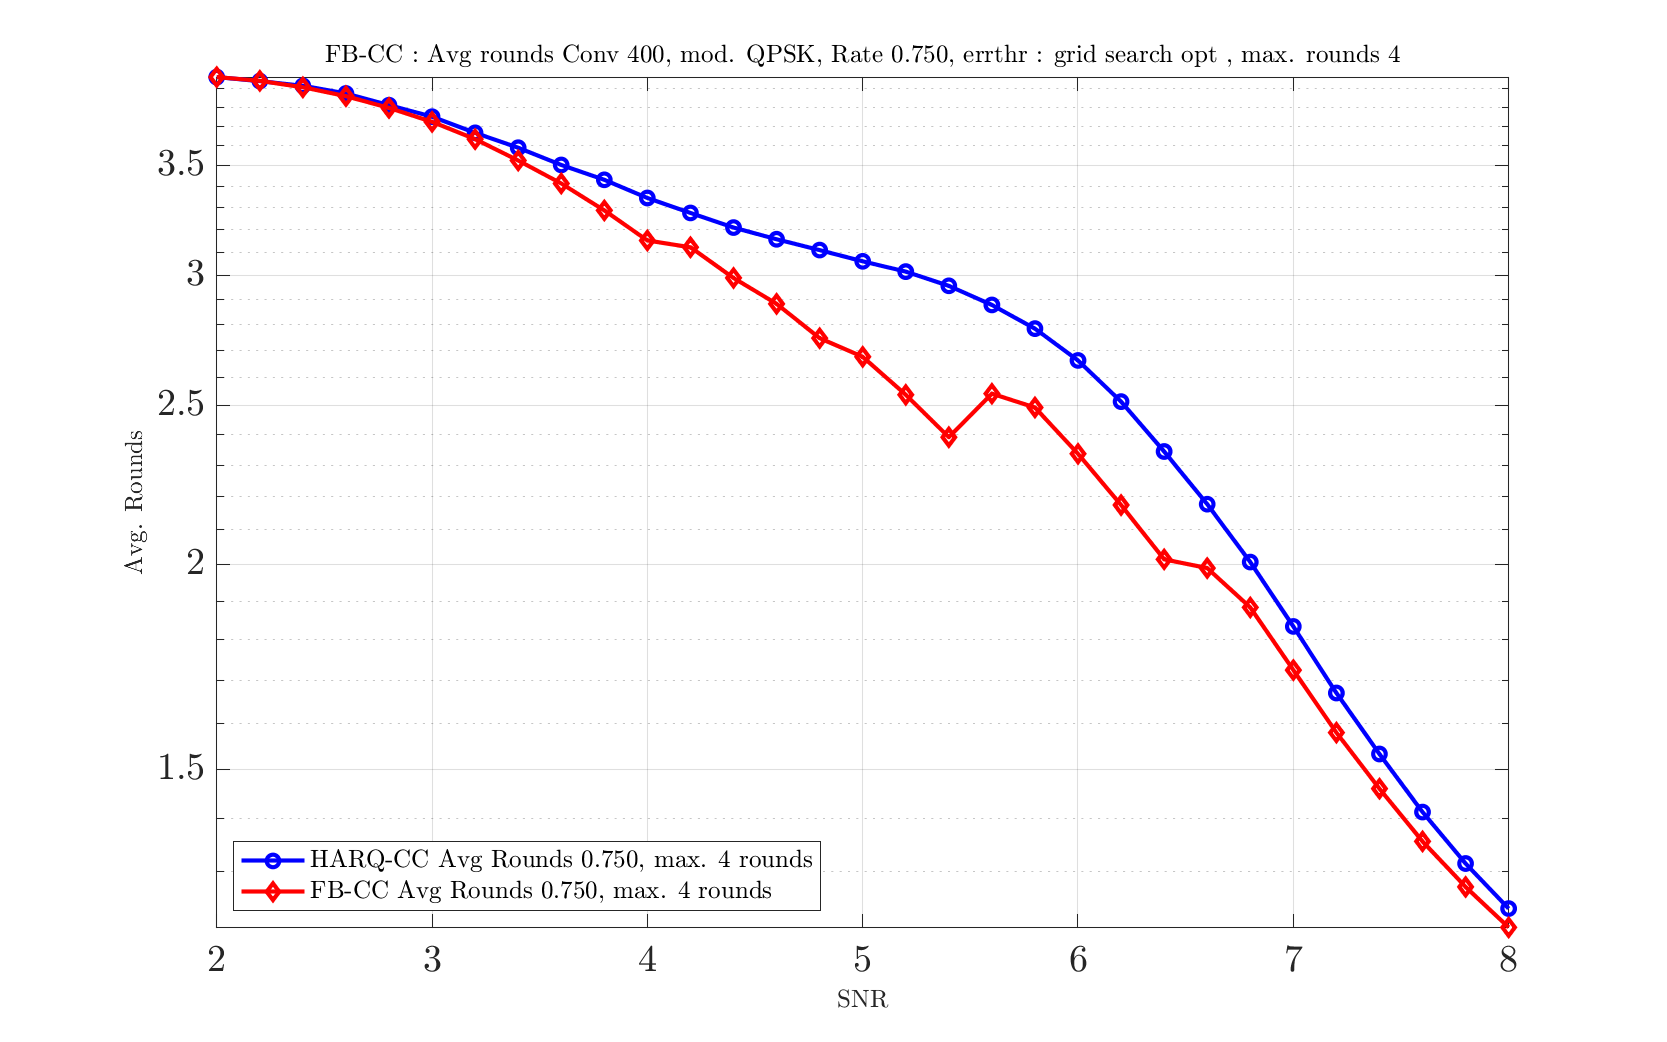 FB-CC : Avg rounds Conv 400, mod. QPSK, Rate 0.750, errthr : grid search opt , max. rounds 4
3.5
3
2.5
2
1.5
Avg. Rounds
HARQ-CC Avg Rounds 0.750, max. 4 rounds
FB-CC Avg Rounds 0.750, max. 4 rounds
2 3 4 5 6 7 8
SNR